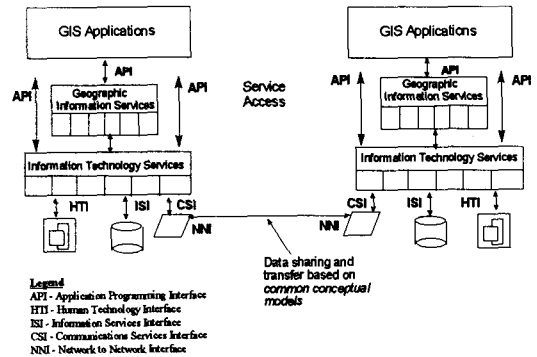 GIS Applications
GIS Applications
API
API
API
API
API
API
Geographic
Information Services
Service
Access
Geographic
Information Services
Information Technology Services
Information Technology Services
HTI
ISI
CSI
CSI
ISI
HTI
NNI
NNI
Data sharing and
transfer based on
common conceptual
models
Legend
API - Application Programming Interface
HTI - Human Technology Interface
ISI - Information Services Interface
CSI - Communications Services Interface
NNI - Network to Network Interface